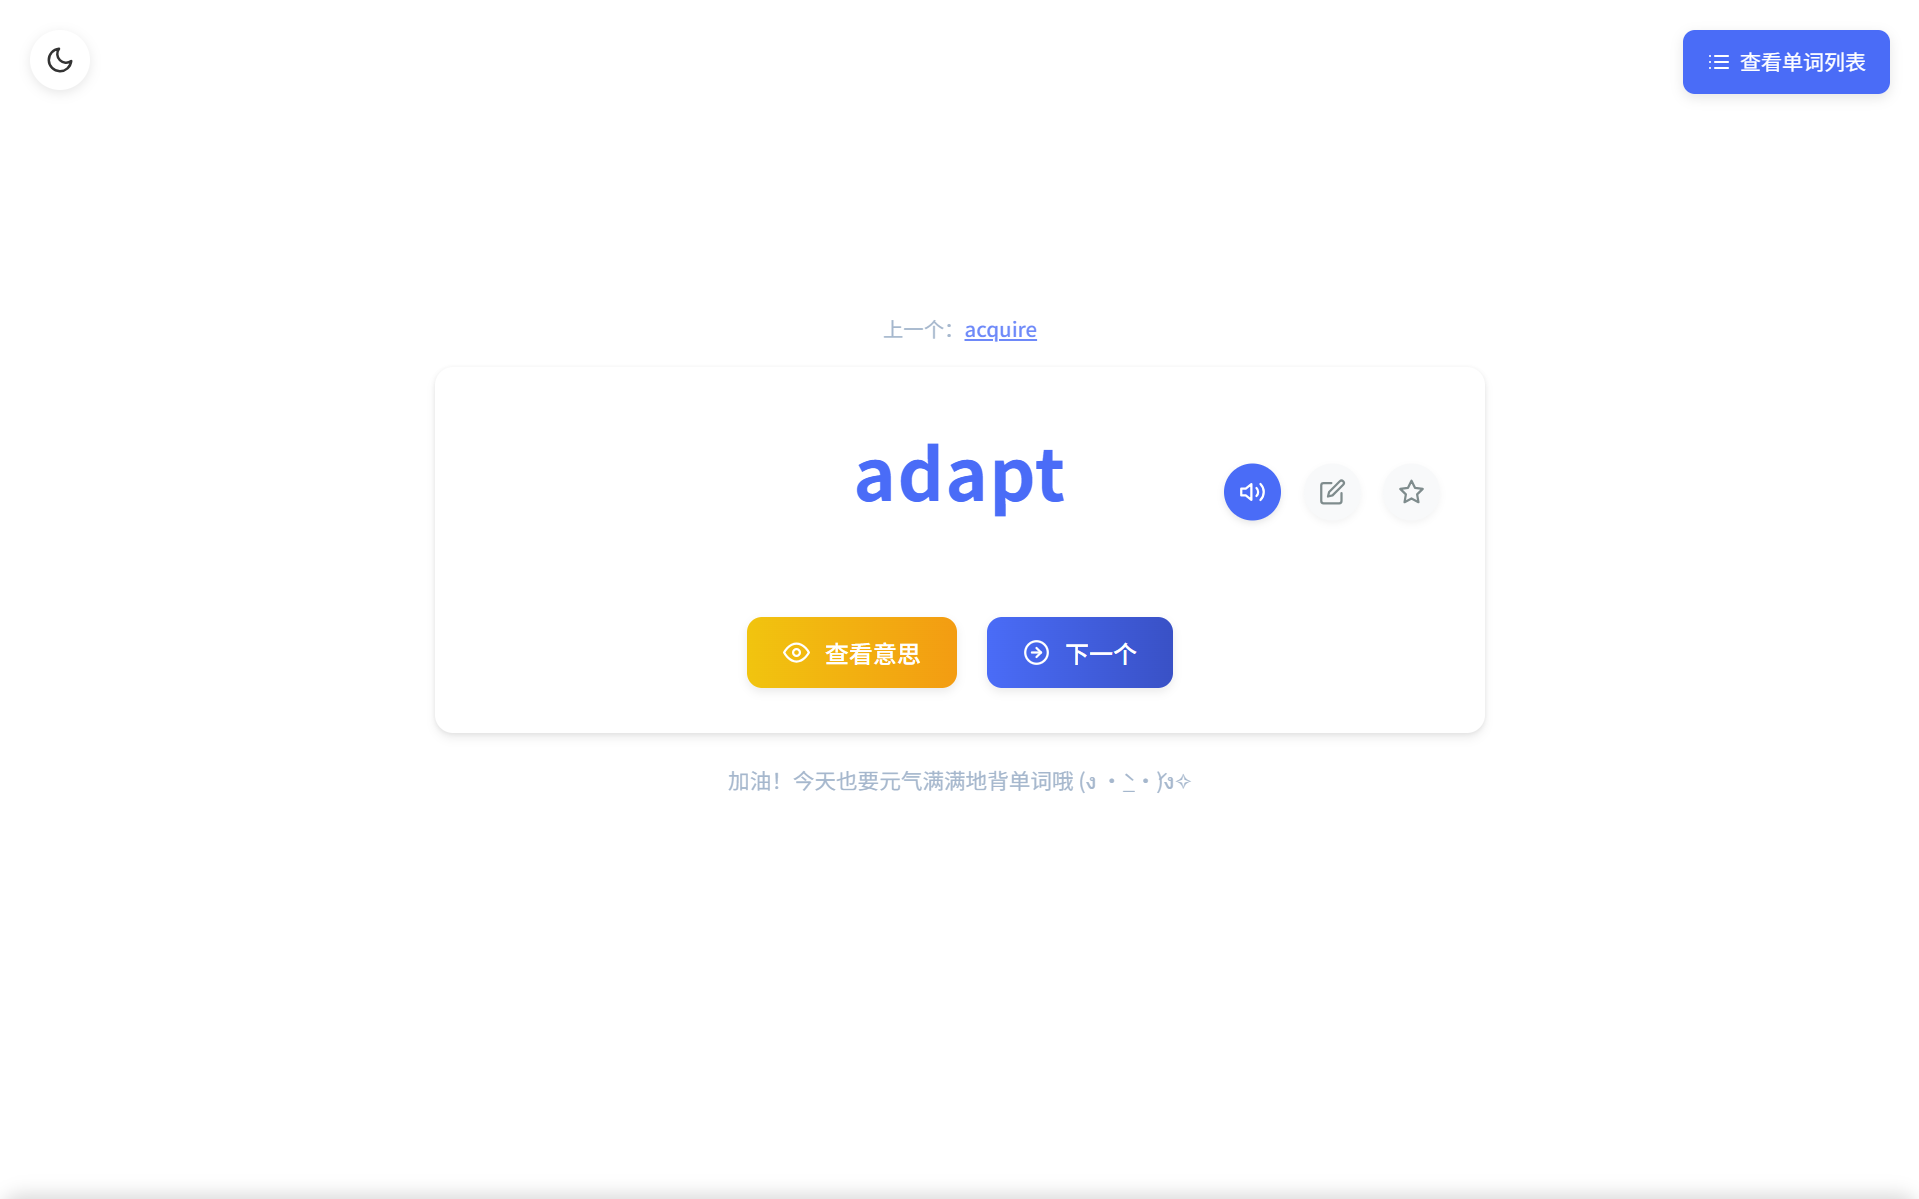 查看单词列表
上一个：acquire
adapt
查看意思
下一个
加油！今天也要元气满满地背单词哦 (ง •̀_•́)ง✧